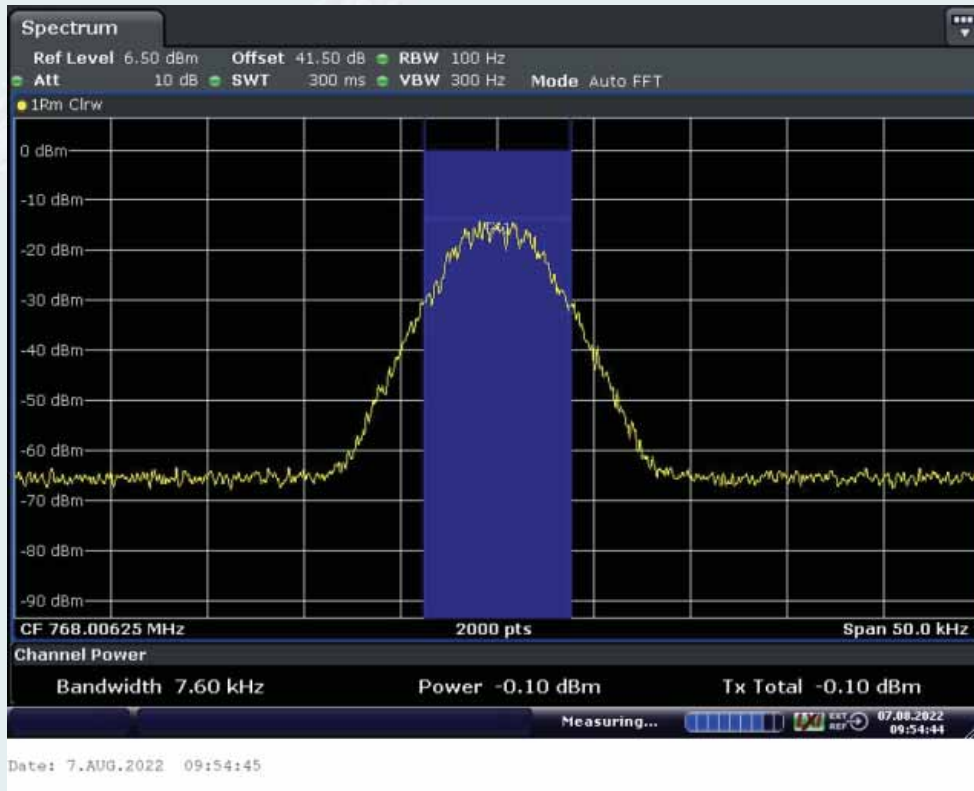 Spectrum
Ref Level 6.50 dBm Offset 41.50 dB RBW 100 Hz
Att 10 dB SWT 300 ms VBW 300 Hz Mode Auto FFT
1Rm Clrw
0 dBm
-10 dBm
-20 dBm
-30 dBm
-40 dBm
-50 dBm
-60 dBm
-70 dBm
-80 dBm
-90 dBm
CF 768.00625 MHz 2000 pts Span 50.0 kHz
Channel Power
Bandwidth 7.60 kHz Power -0.10 dBm Tx Total -0.10 dBm
Measuring... LXI EXT REF 07.08.2022
09:54:44
Date: 7.AUG.2022 09:54:45